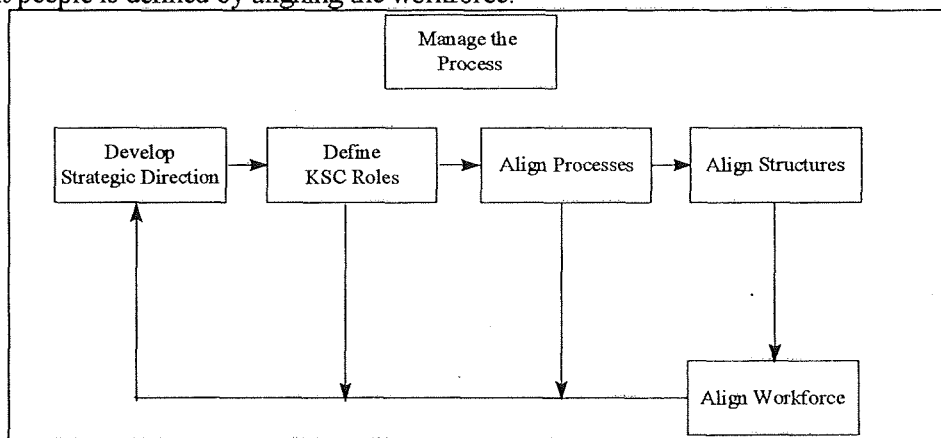 people is defined by aligning the workforce.
Manage the
Process
Develop
Strategic Direction
Define
KSC Roles
Align Processes
Align Structures
Align Workforce